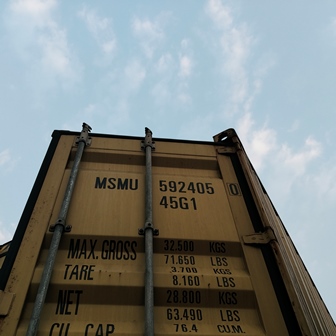 MSMU 592405 0
45G1
MAX.GROSS 32.500 KGS
71.650 LBS
TARE 3.700 KGS
8.160 LBS
NET 28.800 KGS
63.490 LBS
CU.CAP 76.4 CU.M.